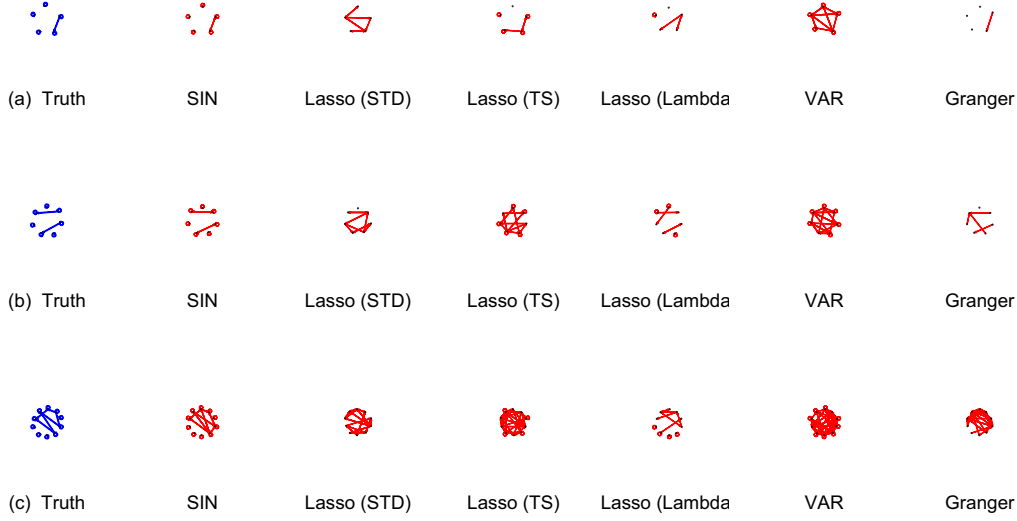 (a) Truth SIN Lasso (STD) Lasso (TS) Lasso (Lambda VAR Granger
(b) Truth SIN Lasso (STD) Lasso (TS) Lasso (Lambda VAR Granger
(c) Truth SIN Lasso (STD) Lasso (TS) Lasso (Lambda VAR Granger